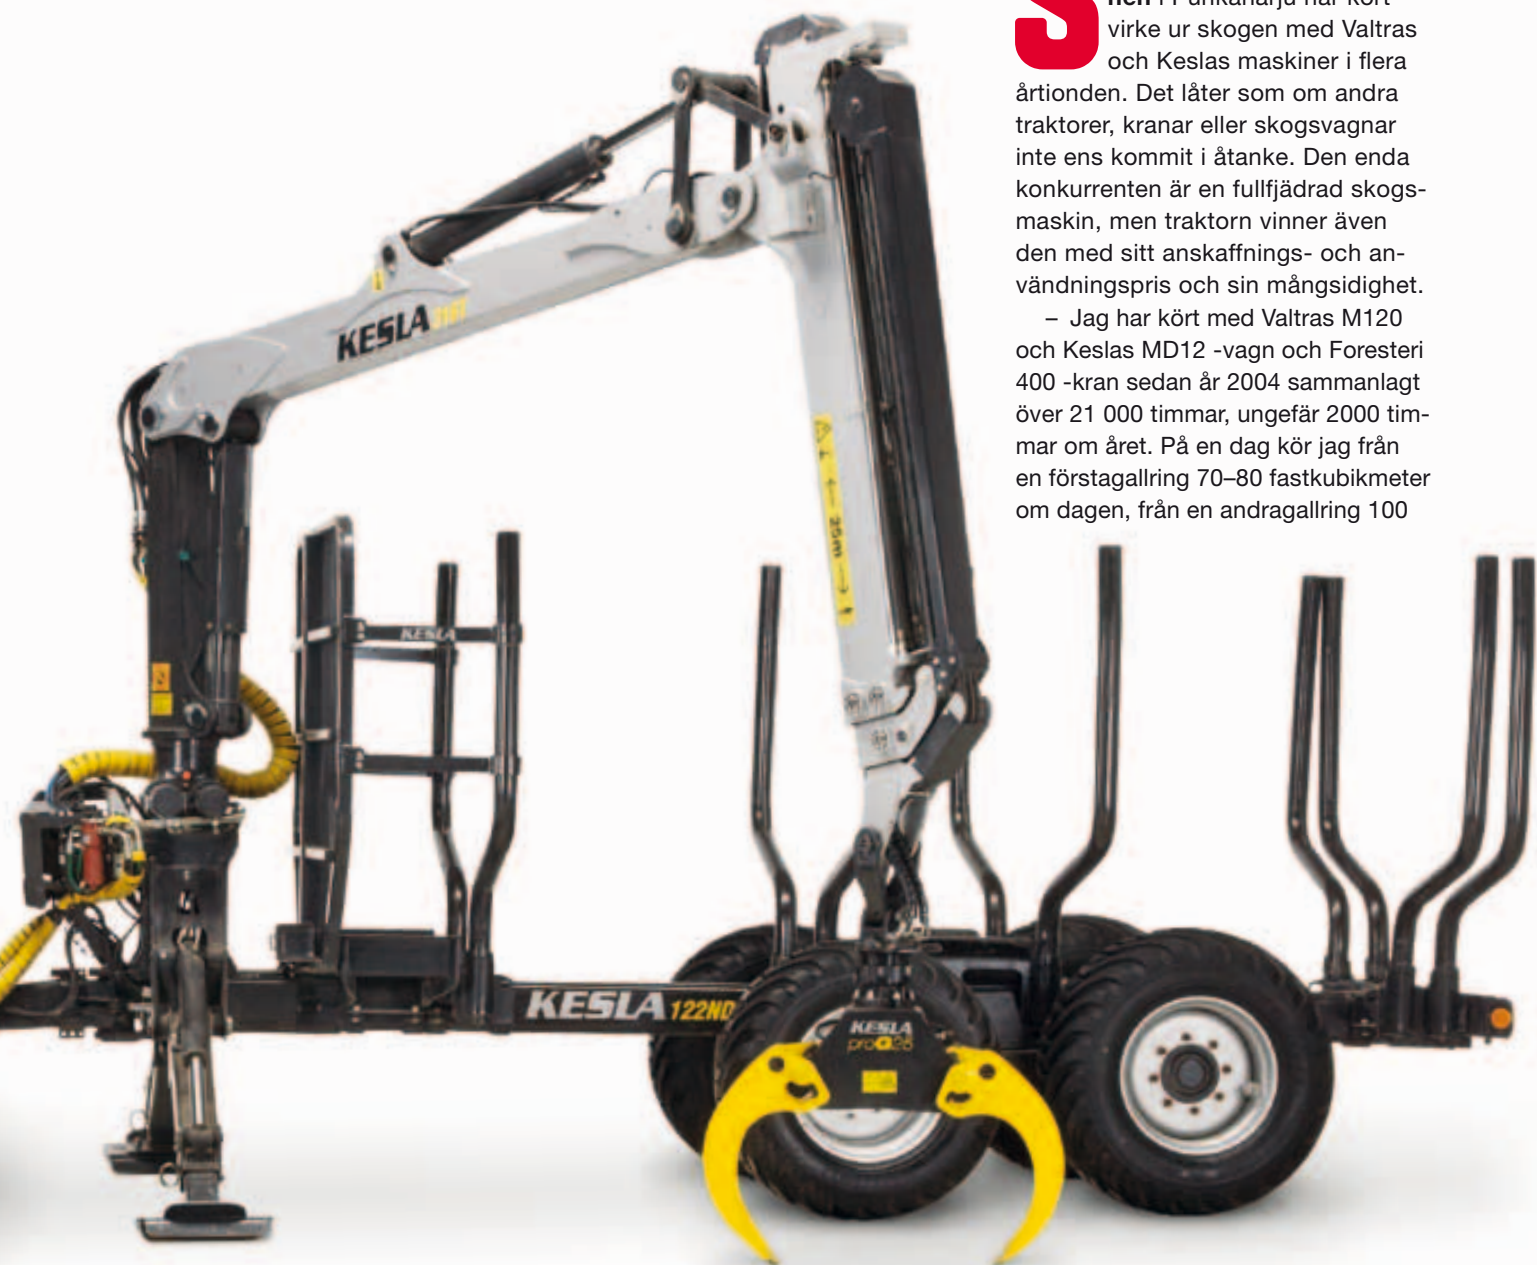 S
virke ur skogen med Valtras
och Keslas maskiner i flera
årtionden. Det låter som om andra
traktorer, kranar eller skogsvagnar
inte ens kommit i åtanke. Den enda
konkurrenten är en fullfjädrad skogs-
maskin, men traktorn vinner även
den med sitt anskaffnings- och an-
vändningspris och sin mångsidighet.
– Jag har kört med Valtras M120
och Keslas MD12 -vagn och Foresteri
400 -kran sedan år 2004 sammanlagt
över 21 000 timmar, ungefär 2000 tim-
mar om året. På en dag kör jag från
en förstagallring 70–80 fastkubikmeter
om dagen, från en andragallring 100
KESLA 316T
25m
KESLA
KESLA 122ND
KESLA
proG25